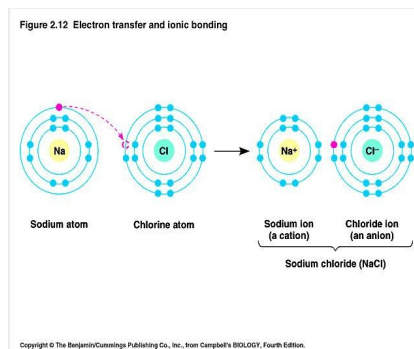 Figure 2.12 Electron transfer and ionic bonding
Na
Cl
Na+
Cl–
Sodium atom
Chlorine atom
Sodium ion
(a cation)
Chloride ion
(an anion)
Sodium chloride (NaCl)
Copyright © The Benjamin/Cummings Publishing Co., Inc., from Campbell's BIOLOGY, Fourth Edition.